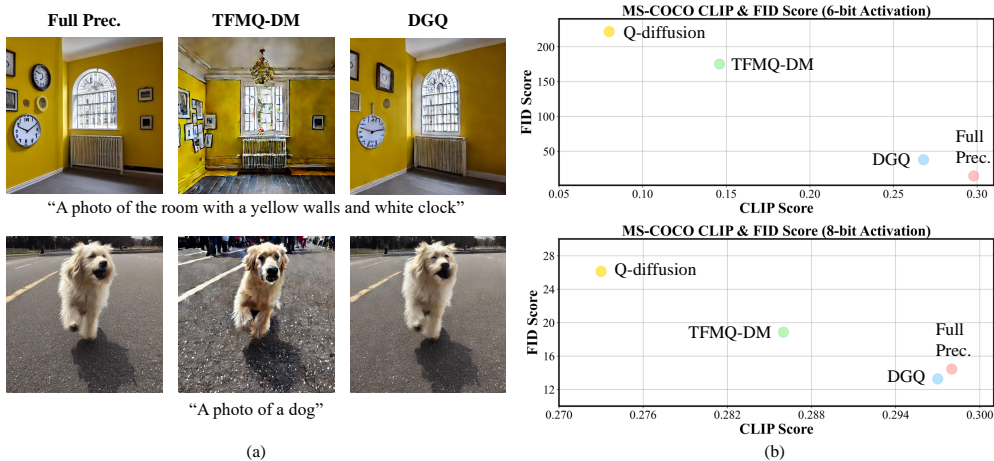 Full Prec.
TFMQ-DM
DGQ
“A photo of the room with a yellow walls and white clock”
“A photo of a dog”
(a)
MS-COCO CLIP & FID Score (6-bit Activation)
FID Score
200
150
100
50
Q-diffusion
TFMQ-DM
DGQ
Full
Prec.
0.05
0.10
0.15
0.20
0.25
0.30
CLIP Score
MS-COCO CLIP & FID Score (8-bit Activation)
FID Score
28
24
20
16
12
Q-diffusion
TFMQ-DM
DGQ
Full
Prec.
0.270
0.276
0.282
0.288
0.294
0.300
CLIP Score
(b)